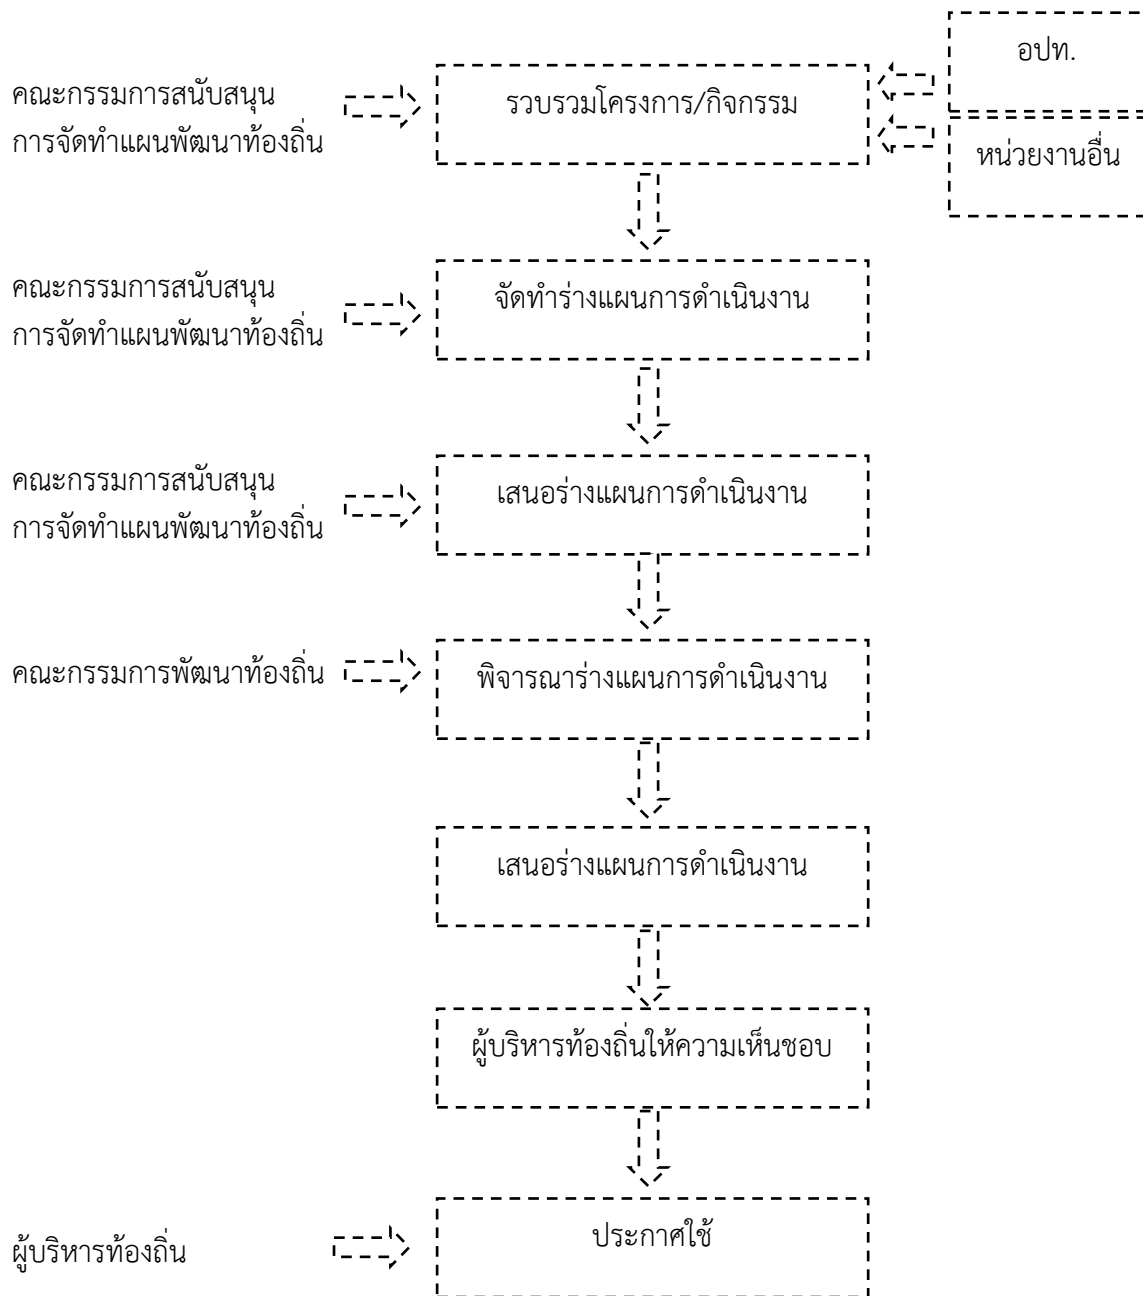 อปท.
คณะกรรมการสนับสนุน
การจัดทำแผนพัฒนาท้องถิ่น
รวบรวมโครงการ/กิจกรรม
หน่วยงานอื่น
คณะกรรมการสนับสนุน
การจัดทำแผนพัฒนาท้องถิ่น
จัดทำร่างแผนการดำเนินงาน
คณะกรรมการสนับสนุน
การจัดทำแผนพัฒนาท้องถิ่น
เสนอร่างแผนการดำเนินงาน
คณะกรรมการพัฒนาท้องถิ่น
พิจารณาร่างแผนการดำเนินงาน
เสนอร่างแผนการดำเนินงาน
ผู้บริหารท้องถิ่นให้ความเห็นชอบ
ผู้บริหารท้องถิ่น
ประกาศใช้